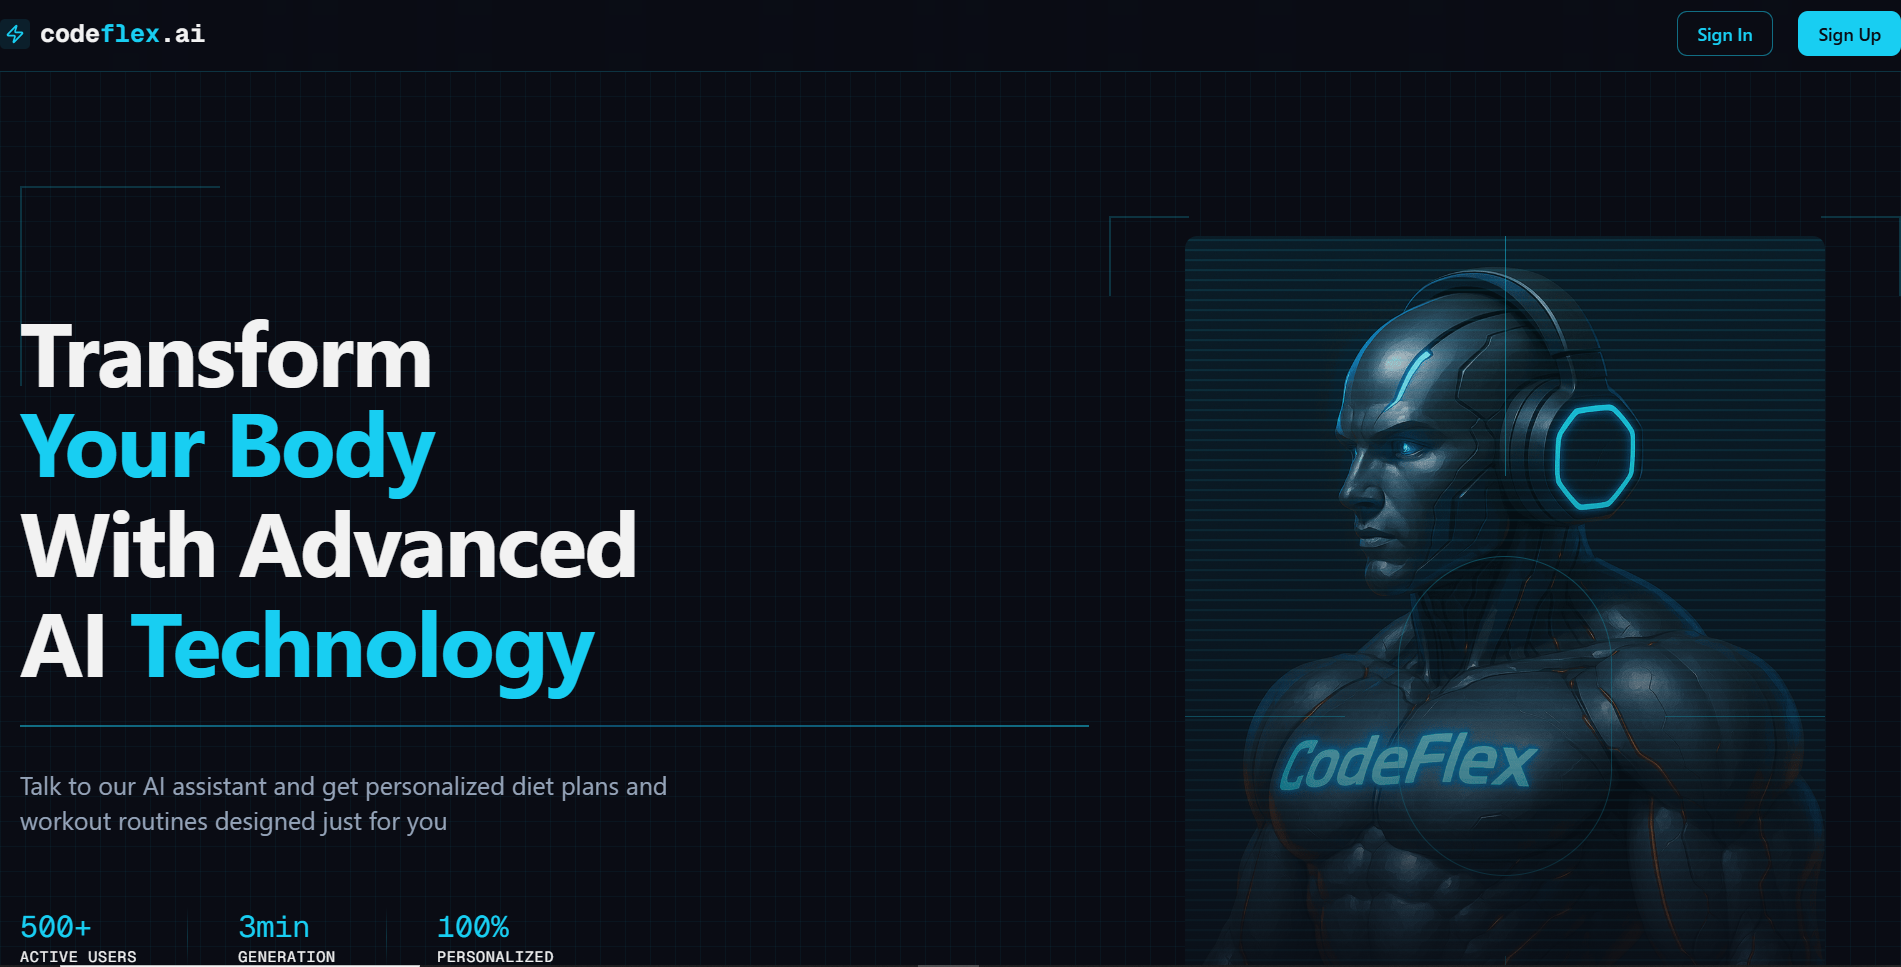 codeflex.ai
Sign In
Sign Up
Transform
Your Body
With Advanced
AI Technology
Talk to our AI assistant and get personalized diet plans and
workout routines designed just for you
500+
ACTIVE USERS
3min
GENERATION
100%
PERSONALIZED
CodeFlex